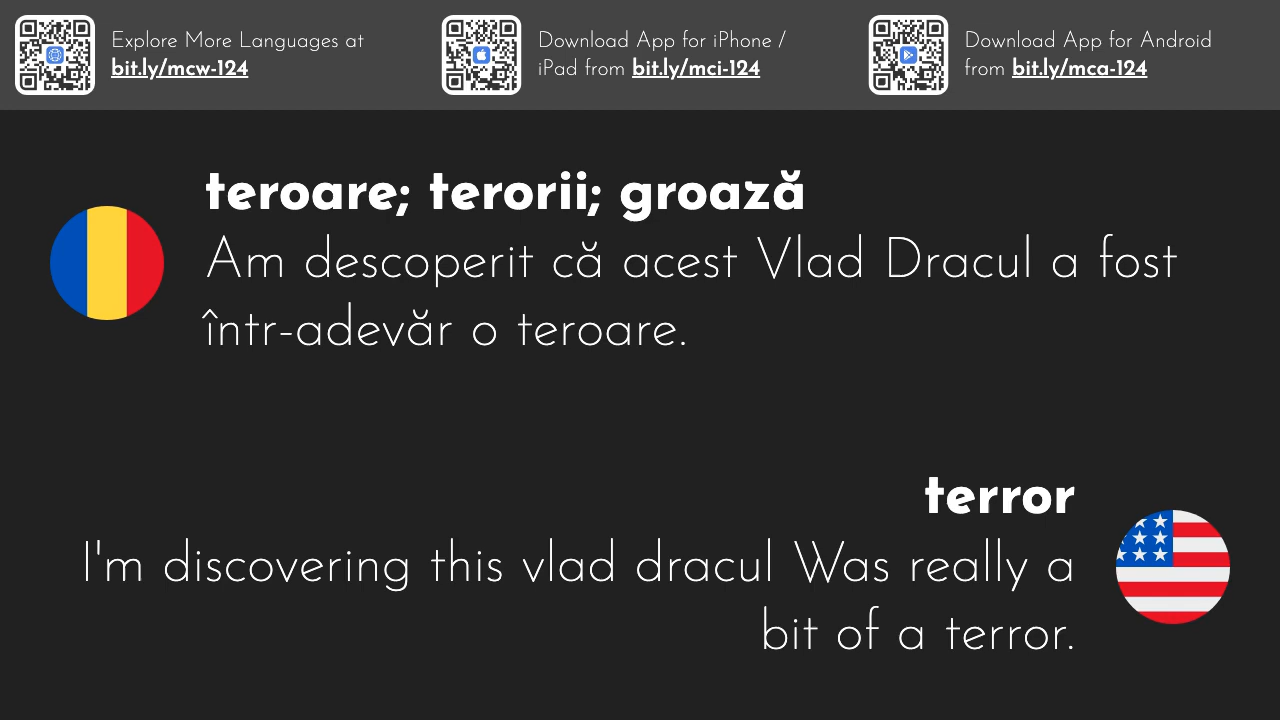 Explore More Languages at
bit.ly/mcw-124
Download App for iPhone /
iPad from bit.ly/mci-124
Download App for Android
from bit.ly/mca-124
teroare; terorii; groază
Am descoperit că acest Vlad Dracul a fost
într-adevăr o teroare.
terror
I'm discovering this vlad dracul Was really a
bit of a terror.